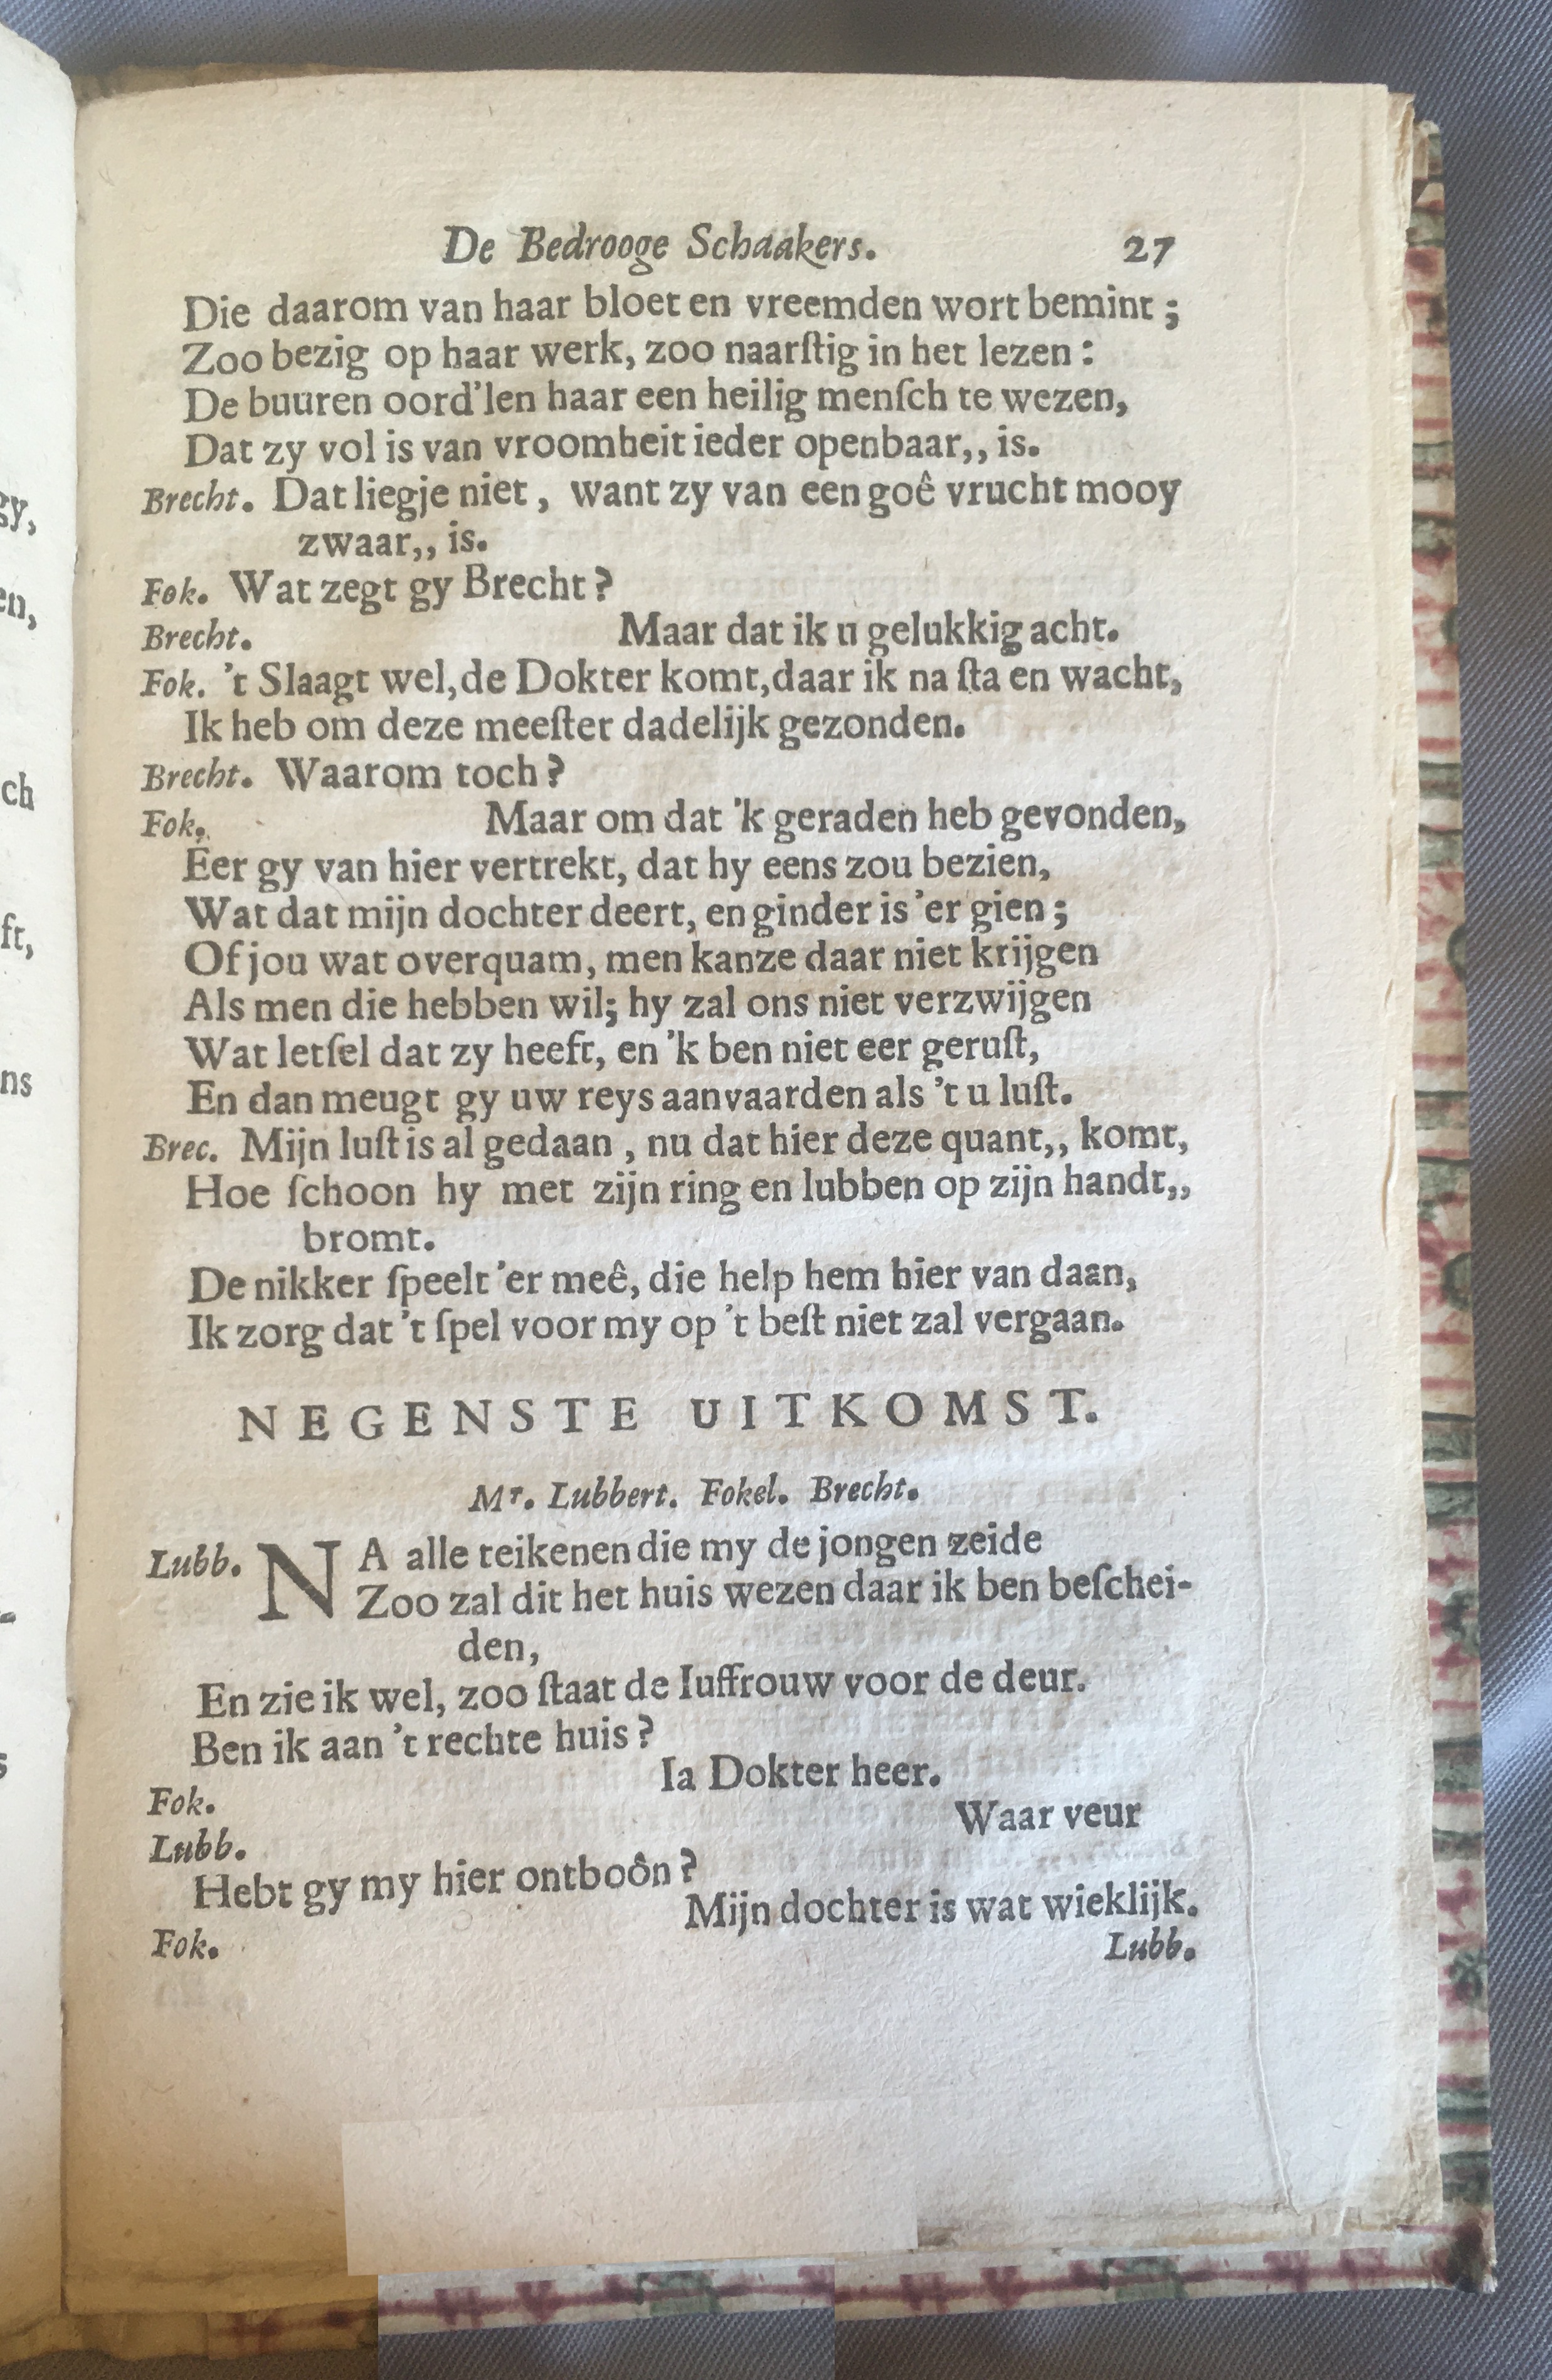 De Bedrooge Schaakers. 27
Die daarom van haar bloet en vreemden wort bemint;
Zoo bezig op haar werk, zoo naarſtig in het lezen:
De buuren oord'len haar een heilig menſch te wezen,
Dat zy vol is van vroomheit ieder openbaar,, is.
Brecht. Dat liegje niet, want zy van een goê vrucht mooy
zwaar,, is.
Fok. Wat zegt gy Brecht?
Brecht. Maar dat ik u gelukkig acht.
Fok. 't Slaagt wel, de Dokter komt, daar ik na ſta en wacht,
Ik heb om deze meeſter dadelijk gezonden.
Brecht. Waarom toch?
Fok. Maar om dat 'k geraden heb gevonden,
Eer gy van hier vertrekt, dat hy eens zou bezien,
Wat dat mijn dochter deert, en ginder is 'er gien;
Of jou wat overquam, men kanze daar niet krijgen
Als men die hebben wil; hy zal ons niet verzwijgen
Wat letſel dat zy heeft, en 'k ben niet eer geruſt,
En dan meugt gy uw reys aanvaarden als 't u luſt.
Brec. Mijn luſt is al gedaan, nu dat hier deze quant,, komt,
Hoe ſchoon hy met zijn ring en lubben op zijn handt,,
bromt.
De nikker ſpeelt 'er meê, die help hem hier van daan,
Ik zorg dat 't ſpel voor my op 't beſt niet zal vergaan.
NEGENSTE UITKOMST.
Mr. Lubbert. Fokel. Brecht.
Lubb. NA alle teikenen die my de jongen zeide
Zoo zal dit het huis wezen daar ik ben beſchei-
den,
En zie ik wel, zoo ſtaat de Iuffrouw voor de deur.
Ben ik aan 't rechte huis?
Fok. Ia Dokter heer.
Lubb. Waar veur
Hebt gy my hier ontboôn?
Fok. Mijn dochter is wat wieklijk.
Lubb.
gy,
en,
ch
ft,
ns
-